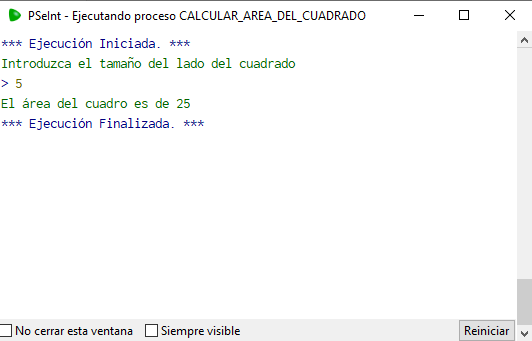 PSeInt - Ejecutando proceso CALCULAR_AREA_DEL_CUADRADO
*** Ejecución Iniciada. ***
Introduzca el tamaño del lado del cuadrado
> 5
El área del cuadro es de 25
*** Ejecución Finalizada. ***
No cerrar esta ventana Siempre visible Reiniciar